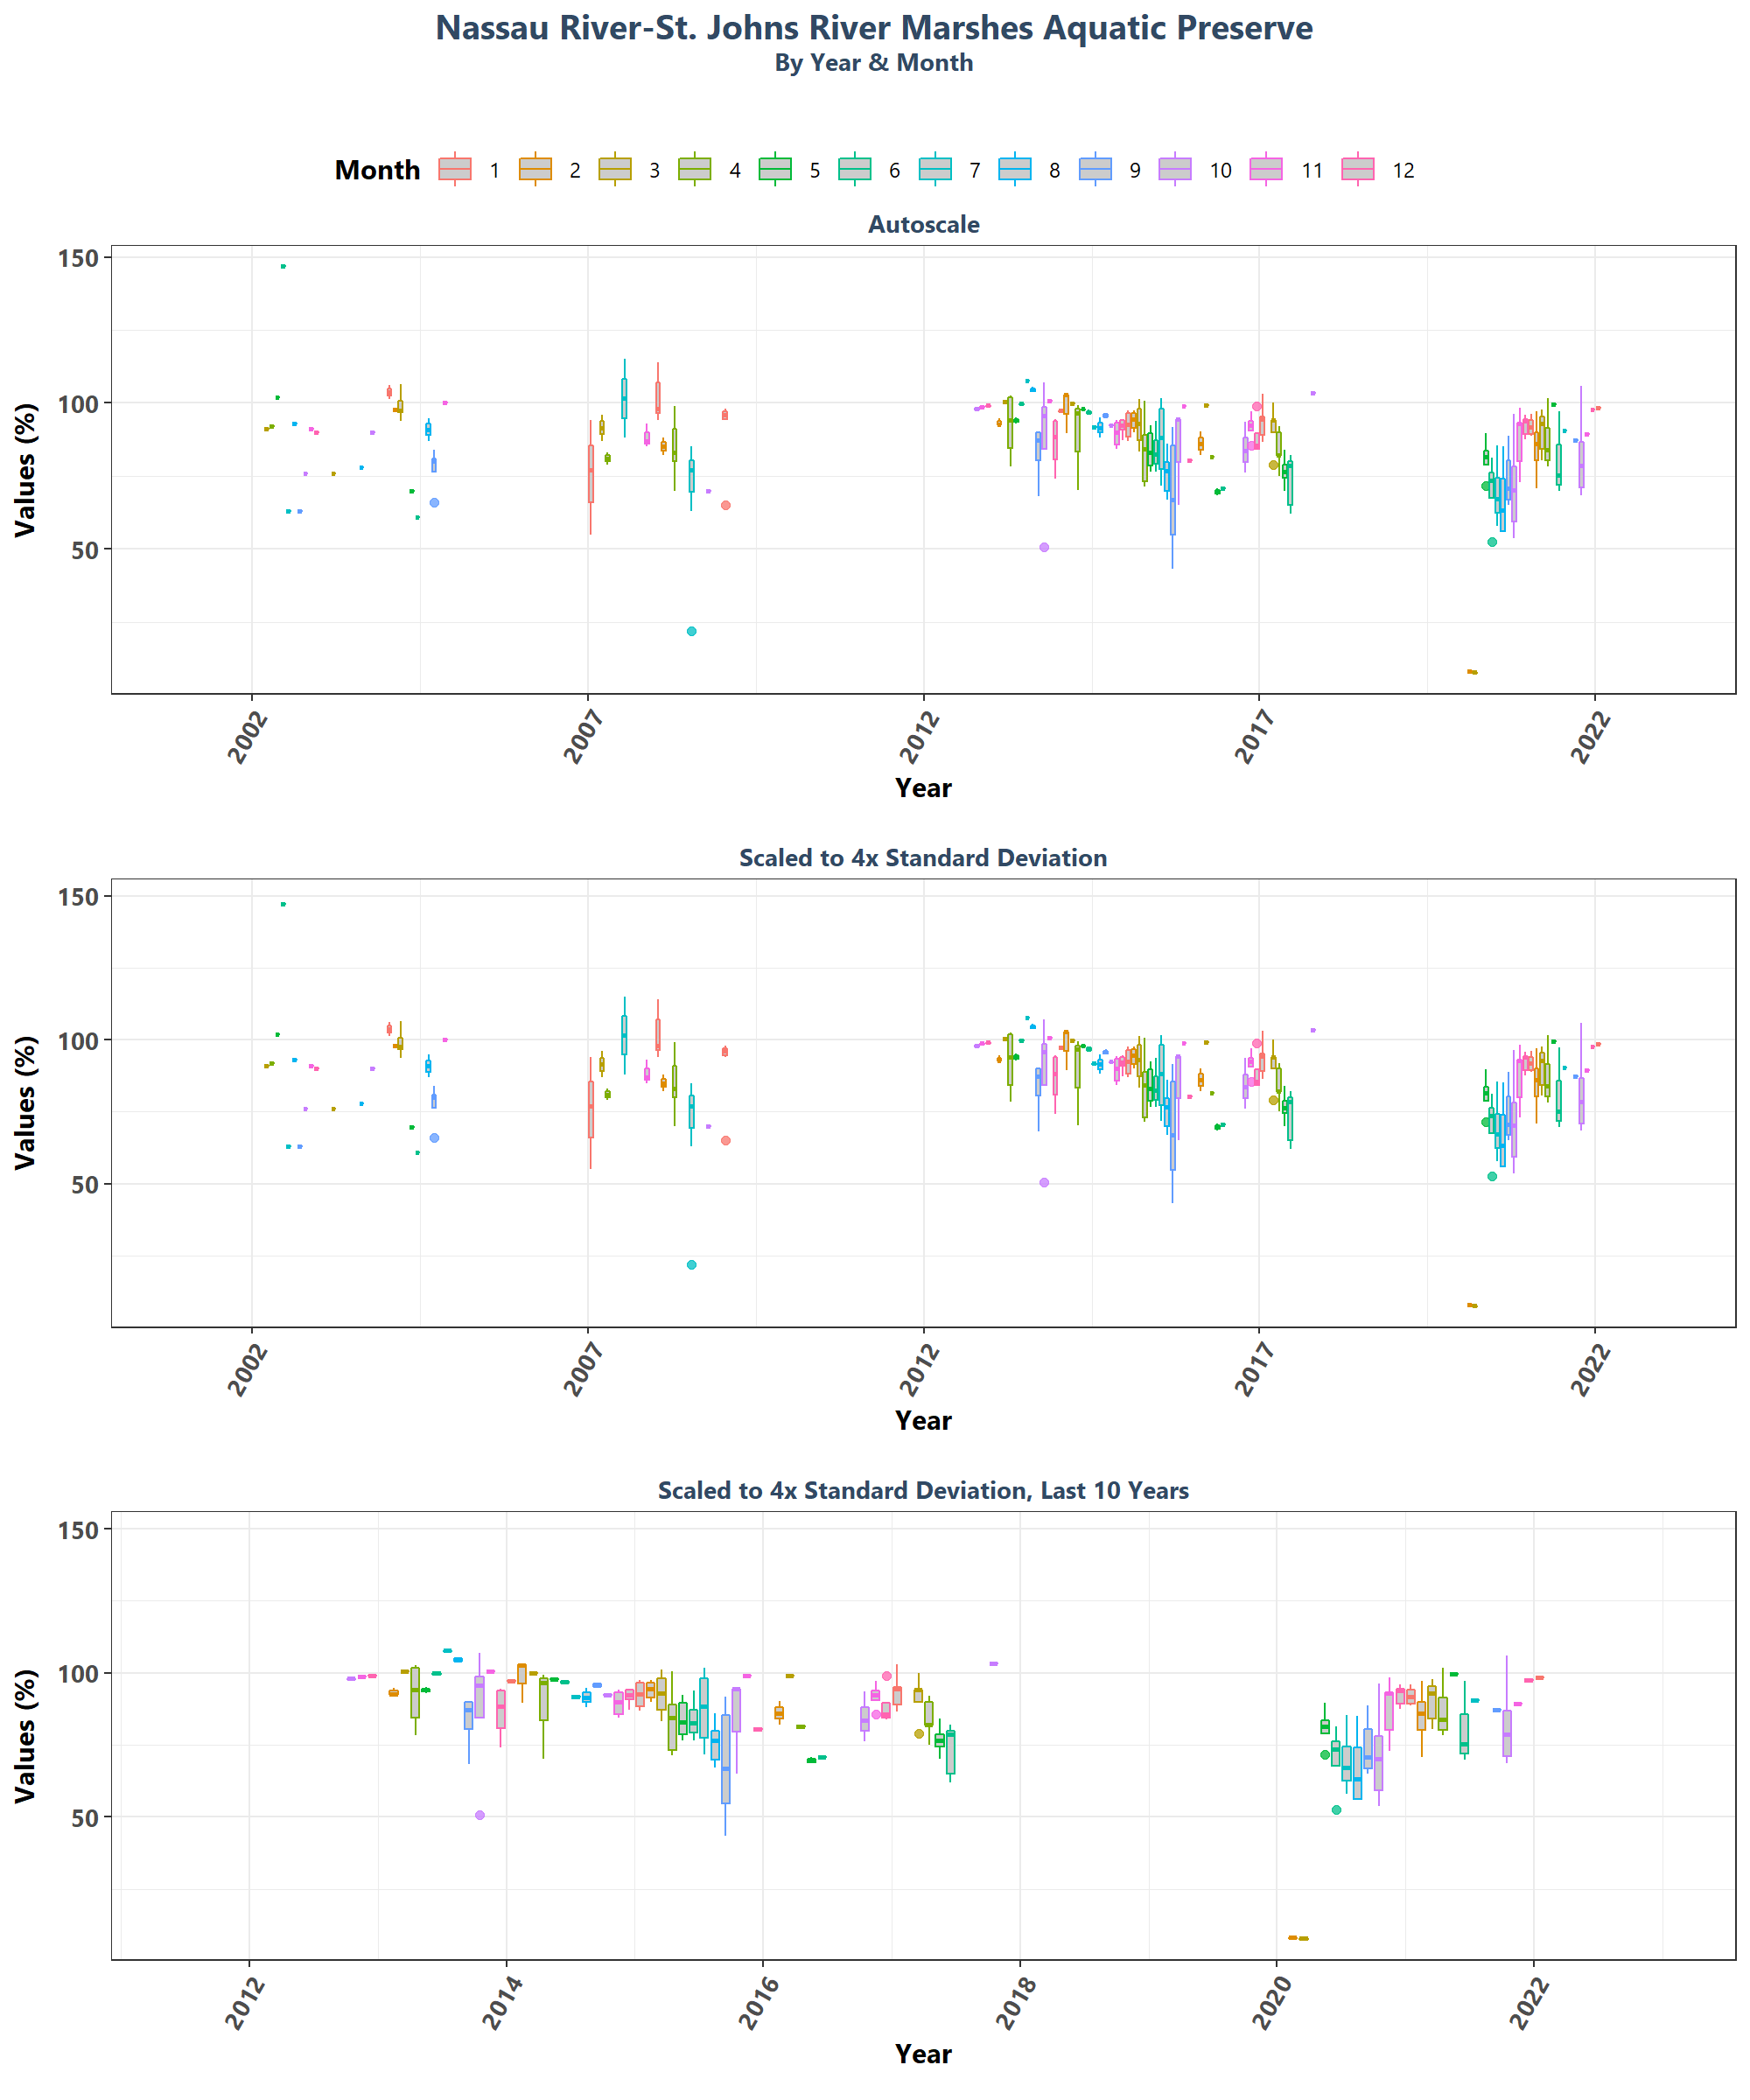 Nassau River-St. Johns River Marshes Aquatic Preserve
By Year & Month
Month 1 2 3 4 5 6 7 8 9 10 11 12
Autoscale
Values (%)
150
100
50
2002 2007 2012 2017 2022
Year
Scaled to 4x Standard Deviation
Values (%)
150
100
50
2002 2007 2012 2017 2022
Year
Scaled to 4x Standard Deviation, Last 10 Years
Values (%)
150
100
50
2012 2014 2016 2018 2020 2022
Year